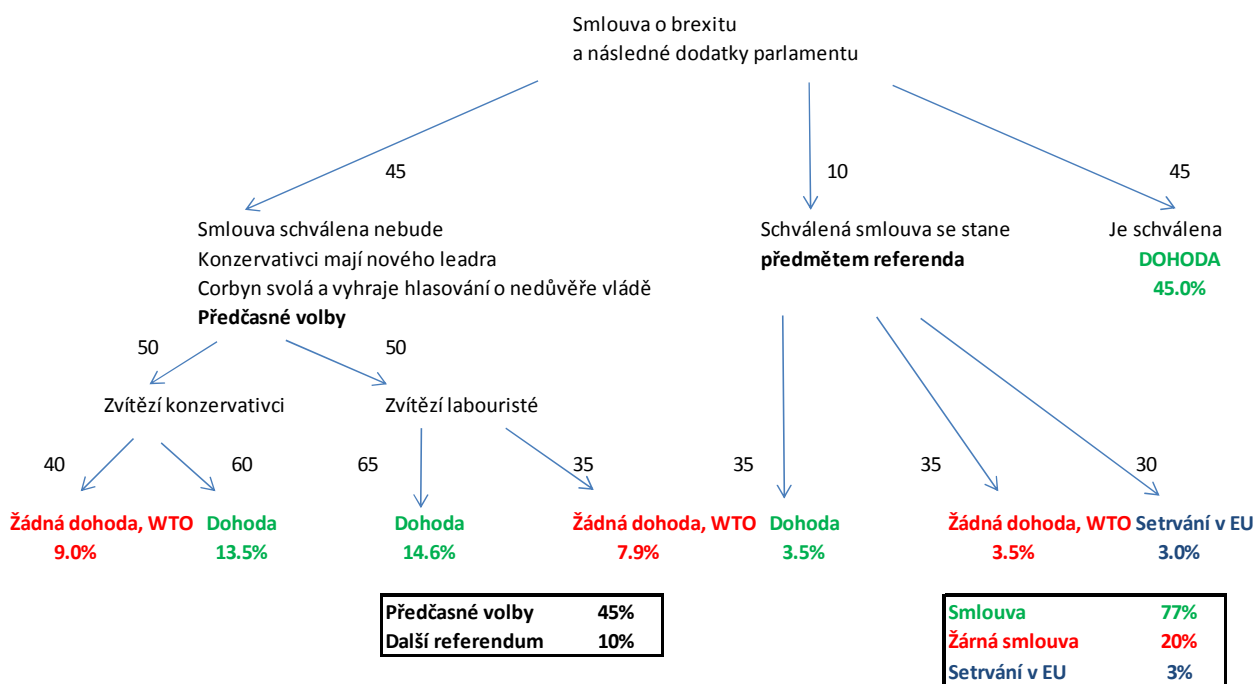 Smlouva o brexitu
a následné dodatky parlamentu
45
10
45
Smlouva schválena nebude
Konzervativci mají nového leadra
Corbyn svolá a vyhraje hlasování o nedůvěře vládě
Předčasné volby
Schválená smlouva se stane
předmětem referenda
Je schválena
DOHODA
45.0%
50
50
Zvítězí konzervativci
Zvítězí labouristé
40
60
65
35
35
35
30
Žádná dohoda, WTO
9.0%
Dohoda
13.5%
Dohoda
14.6%
Žádná dohoda, WTO
7.9%
Dohoda
3.5%
Žádná dohoda, WTO
3.5%
Setrvání v EU
3.0%
Předčasné volby 45%
Další referendum 10%
Smlouva 77%
Žárná smlouva 20%
Setrvání v EU 3%